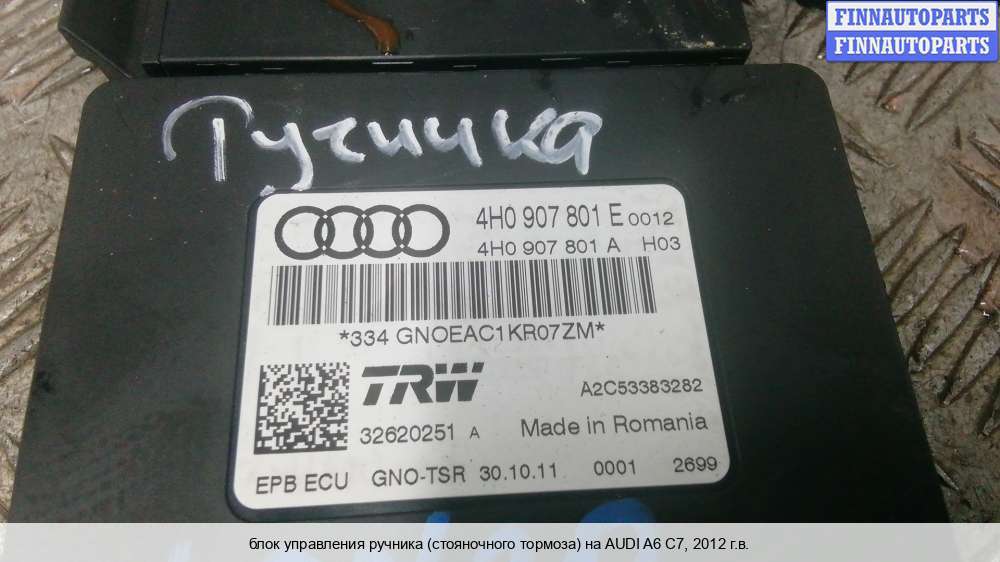 FINNAUTOPARTS
FINNAUTOPARTS
Ручника
4H0 907 801 E 0012
4H0 907 801 A H03
*334 GNOEAC1KR07ZM*
TRW
A2C53383282
32620251 A
Made in Romania
EPB ECU GNO-TSR 30.10.11 0001 2699
блок управления ручника (стояночного тормоза) на AUDI A6 C7, 2012 г.в.